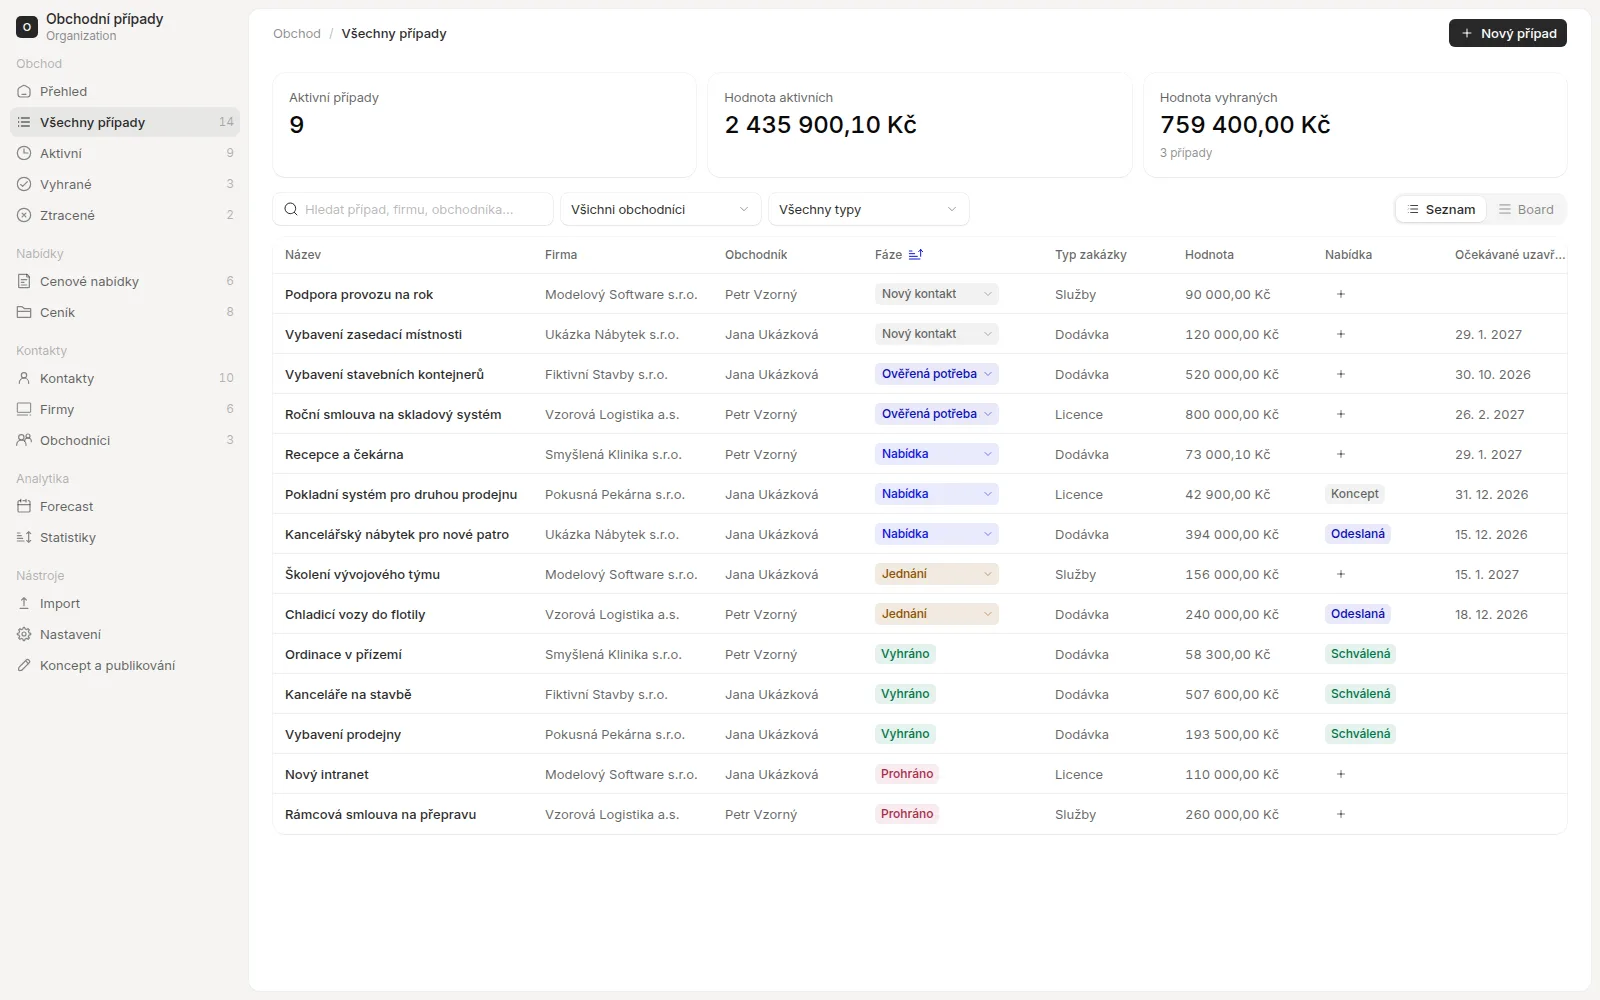 O
Obchodní případy
Organization
Obchod
Přehled
Všechny případy 14
Aktivní 9
Vyhrané 3
Ztracené 2
Nabídky
Cenové nabídky 6
Ceník 8
Kontakty
Kontakty 10
Firmy 6
Obchodníci 3
Analytika
Forecast
Statistiky
Nástroje
Import
Nastavení
Koncept a publikování
Obchod / Všechny případy
+ Nový případ
Aktivní případy
9
Hodnota aktivních
2 435 900,10 Kč
Hodnota vyhraných
759 400,00 Kč
3 případy
Hledat případ, firmu, obchodníka... Všichni obchodníci Všechny typy Seznam Board
Název Firma Obchodník Fáze Typ zakázky Hodnota Nabídka Očekávané uzavř...
Podpora provozu na rok Modelový Software s.r.o. Petr Vzorný Nový kontakt Služby 90 000,00 Kč +
Vybavení zasedací místnosti Ukázka Nábytek s.r.o. Jana Ukázková Nový kontakt Dodávka 120 000,00 Kč + 29. 1. 2027
Vybavení stavebních kontejnerů Fiktivní Stavby s.r.o. Jana Ukázková Ověřená potřeba Dodávka 520 000,00 Kč + 30. 10. 2026
Roční smlouva na skladový systém Vzorová Logistika a.s. Petr Vzorný Ověřená potřeba Licence 800 000,00 Kč + 26. 2. 2027
Recepce a čekárna Smyšlená Klinika s.r.o. Petr Vzorný Nabídka Dodávka 73 000,10 Kč + 29. 1. 2027
Pokladní systém pro druhou prodejnu Pokusná Pekárna s.r.o. Jana Ukázková Nabídka Licence 42 900,00 Kč Koncept 31. 12. 2026
Kancelářský nábytek pro nové patro Ukázka Nábytek s.r.o. Jana Ukázková Nabídka Dodávka 394 000,00 Kč Odeslaná 15. 12. 2026
Školení vývojového týmu Modelový Software s.r.o. Jana Ukázková Jednání Služby 156 000,00 Kč + 15. 1. 2027
Chladicí vozy do flotily Vzorová Logistika a.s. Petr Vzorný Jednání Dodávka 240 000,00 Kč Odeslaná 18. 12. 2026
Ordinace v přízemí Smyšlená Klinika s.r.o. Petr Vzorný Vyhráno Dodávka 58 300,00 Kč Schválená
Kanceláře na stavbě Fiktivní Stavby s.r.o. Jana Ukázková Vyhráno Dodávka 507 600,00 Kč Schválená
Vybavení prodejny Pokusná Pekárna s.r.o. Jana Ukázková Vyhráno Dodávka 193 500,00 Kč Schválená
Nový intranet Modelový Software s.r.o. Jana Ukázková Prohráno Licence 110 000,00 Kč +
Rámcová smlouva na přepravu Vzorová Logistika a.s. Petr Vzorný Prohráno Služby 260 000,00 Kč +